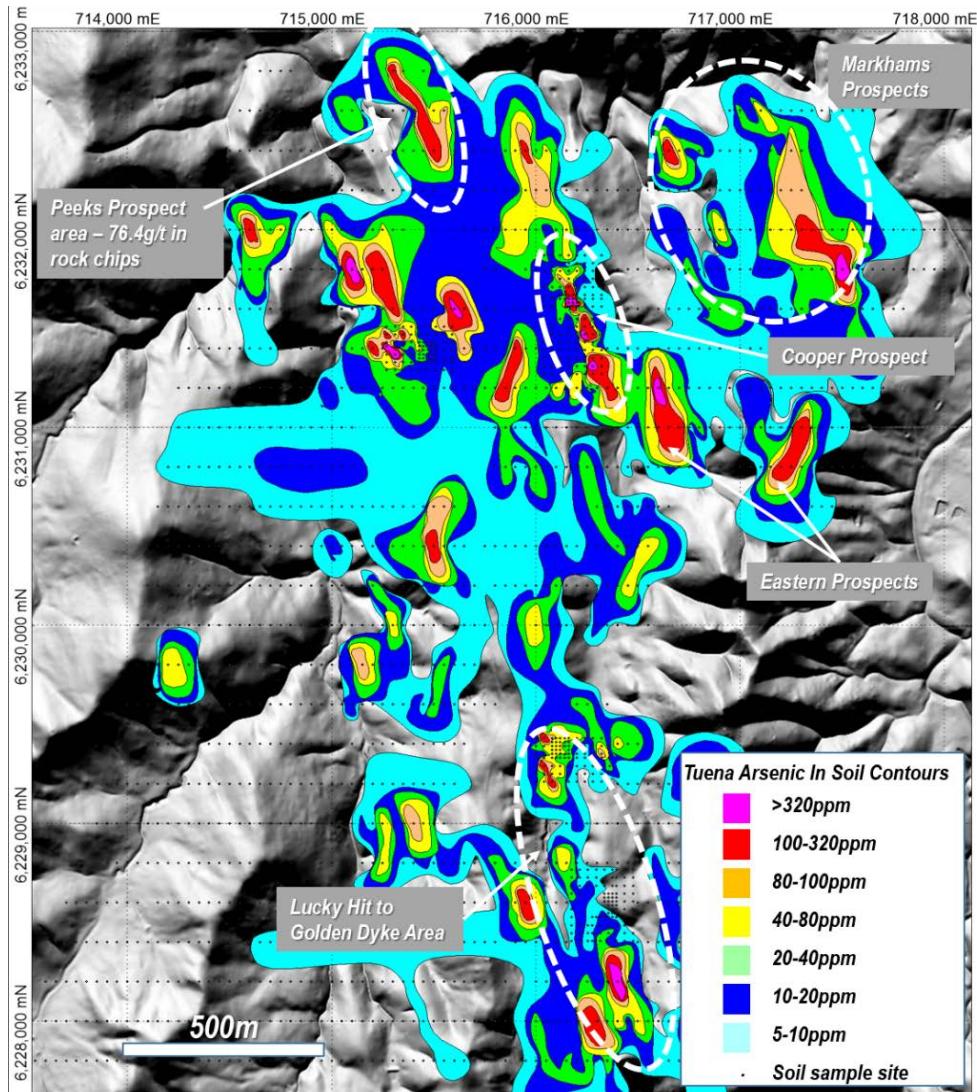 714,000 mE
715,000 mE
716,000 mE
717,000 mE
718,000 mE
6,233,000 m
Markhams
Prospects
Peeks Prospect
area – 76.4g/t in
rock chips
6,232,000 mN
Cooper Prospect
6,231,000 mN
Eastern Prospects
6,230,000 mN
6,229,000 mN
Lucky Hit to
Golden Dyke Area
6,228,000 mN
500m
Tuena Arsenic In Soil Contours
>320ppm
100-320ppm
80-100ppm
40-80ppm
20-40ppm
10-20ppm
5-10ppm
Soil sample site